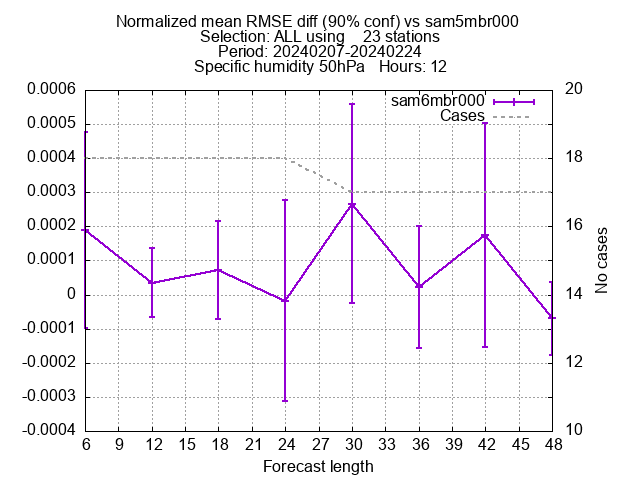 Normalized mean RMSE diff (90% conf) vs sam5mbr000
Selection: ALL using    23 stations
Period: 20240207-20240224
Specific humidity 50hPa   Hours: 12
sam6mbr000
Cases
0.0006
0.0005
0.0004
0.0003
0.0002
0.0001
0
-0.0001
-0.0002
-0.0003
-0.0004
20
18
16
14
12
10
No cases
6 9 12 15 18 21 24 27 30 33 36 39 42 45 48
Forecast length